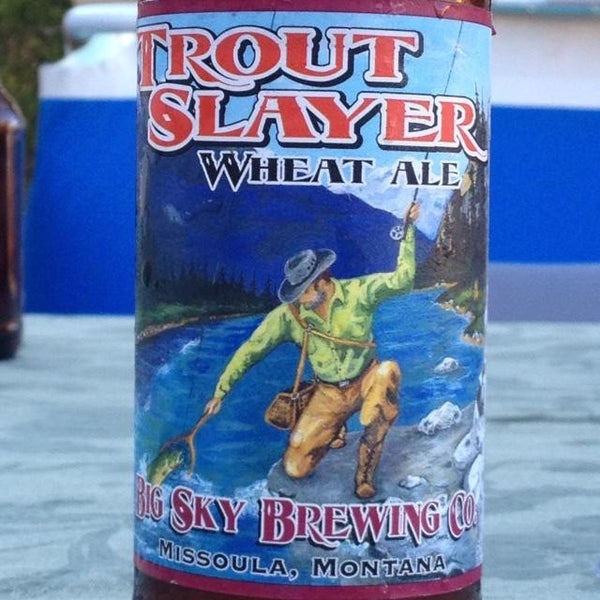 TROUT
SLAYER
WHEAT ALE
BIG SKY BREWING CO.
MISSOULA, MONTANA